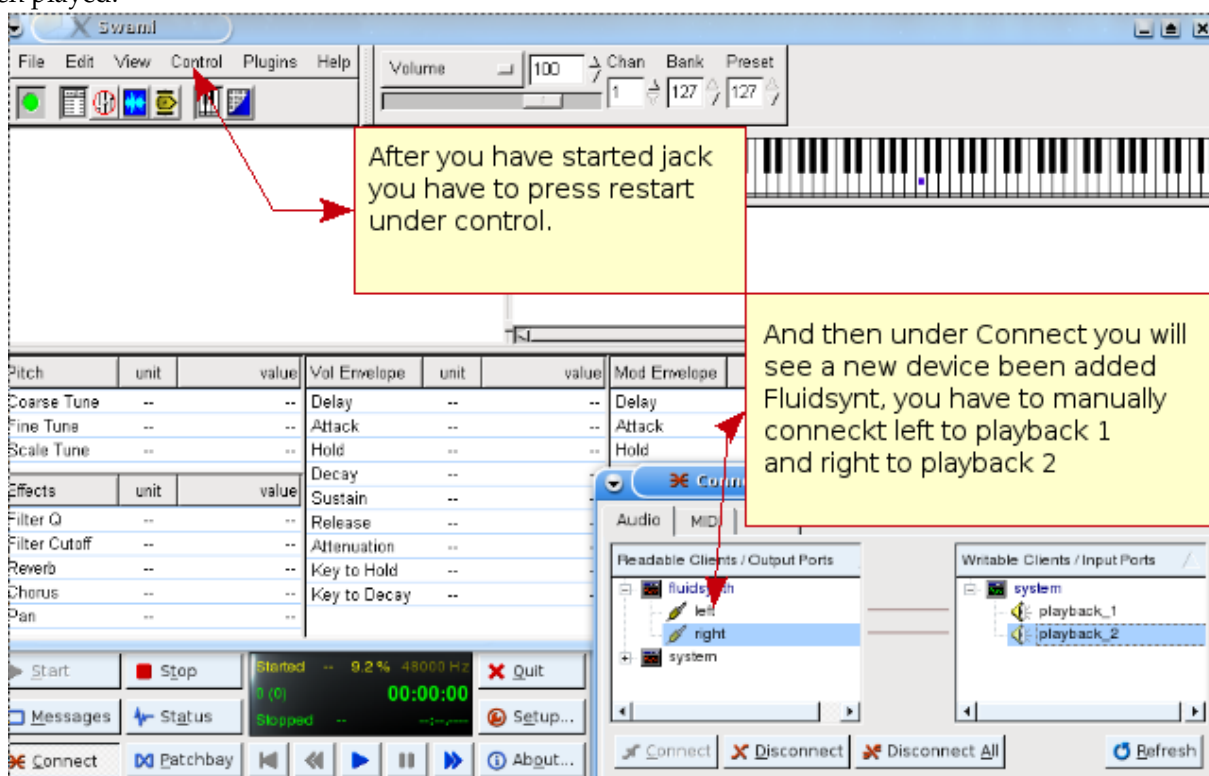 en played.
Swami
File Edit View Control Plugins Help
Volume 100 Chan Bank Preset
1 127 127
After you have started jack
you have to press restart
under control.
And then under Connect you will
see a new device been added
Fluidsynt, you have to manually
conneckt left to playback 1
and right to playback 2
Pitch unit value Vol Envelope unit value Mod Envelope
Coarse Tune -- -- Delay -- -- Delay
Fine Tune -- -- Attack -- -- Attack
Scale Tune -- -- Hold -- -- Hold
Decay --
Effects unit value Sustain --
Filter Q -- -- Release --
Filter Cutoff -- -- Attenuation --
Reverb -- -- Key to Hold --
Chorus -- -- Key to Decay --
Pan -- --
Audio MIDI
Readable Clients / Output Ports Writable Clients / Input Ports
fluidsynth system
left playback_1
right playback_2
system
Start Stop Started -- 9.2 % 48000 Hz Quit
0 (0) 00:00:00
Messages Status Stopped -- --:--.---- Setup...
Connect Patchbay About...
Connect Disconnect Disconnect All Refresh